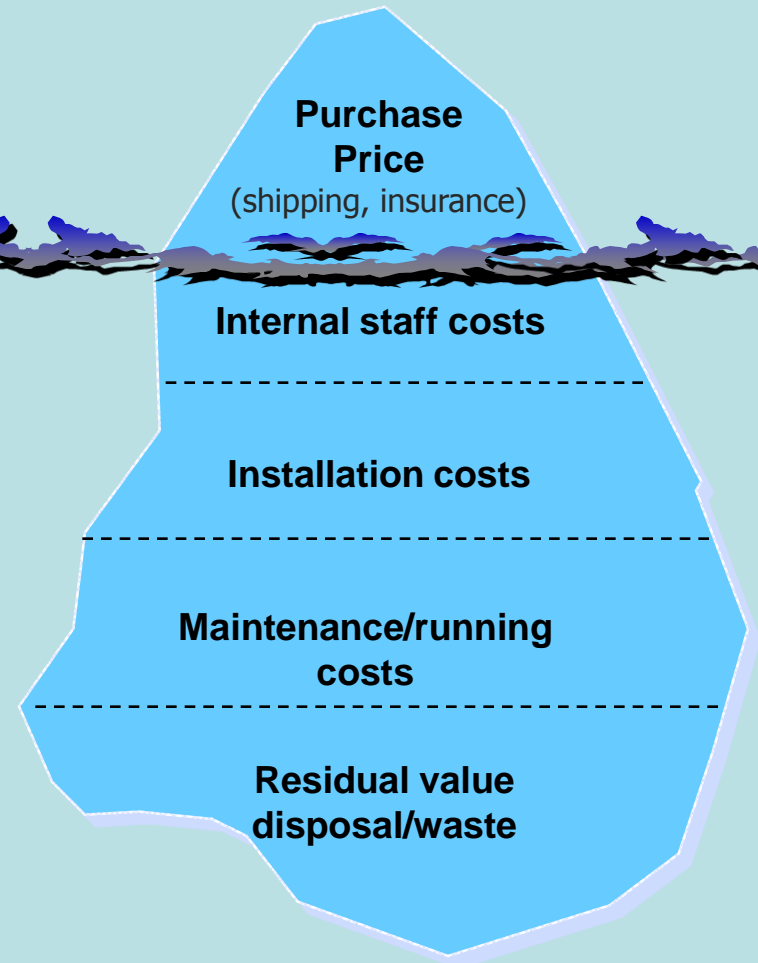 Purchase
Price
(shipping, insurance)
Internal staff costs
Installation costs
Maintenance/running
costs
Residual value
disposal/waste